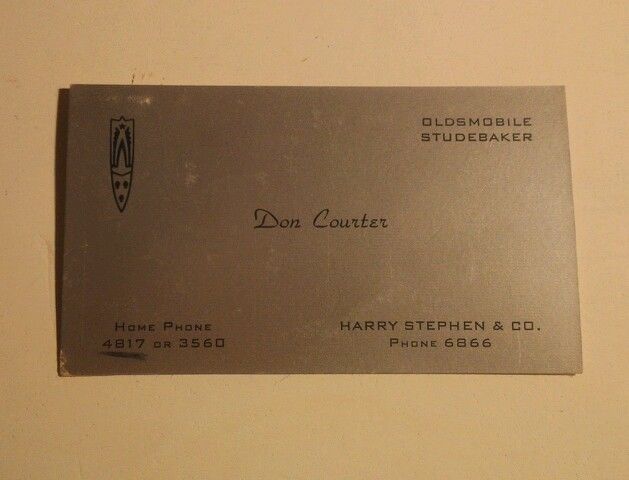 OLDSMOBILE
STUDEBAKER
Don Courter
Home Phone
4817 or 3560
HARRY STEPHEN & CO.
Phone 6866